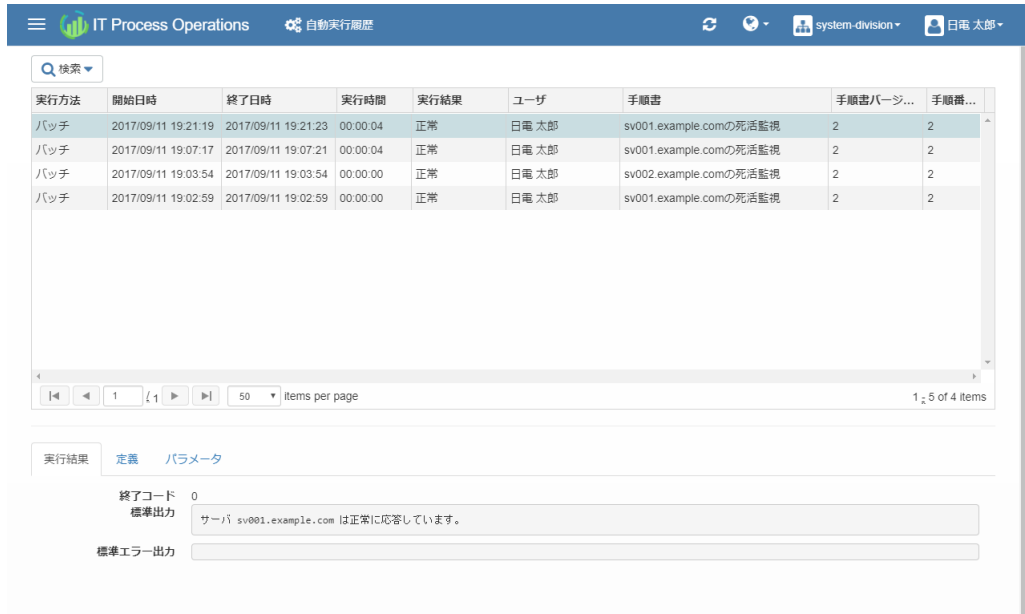 IT Process Operations 自動実行履歴 system-division 日電 太郎
検索
実行方法 開始日時 終了日時 実行時間 実行結果 ユーザ 手順書 手順書バージ... 手順番...
バッチ 2017/09/11 19:21:19 2017/09/11 19:21:23 00:00:04 正常 日電 太郎 sv001.example.comの死活監視 2 2
バッチ 2017/09/11 19:07:17 2017/09/11 19:07:21 00:00:04 正常 日電 太郎 sv001.example.comの死活監視 2 2
バッチ 2017/09/11 19:03:54 2017/09/11 19:03:54 00:00:00 正常 日電 太郎 sv002.example.comの死活監視 2 2
バッチ 2017/09/11 19:02:59 2017/09/11 19:02:59 00:00:00 正常 日電 太郎 sv001.example.comの死活監視 2 2
1 / 1 50 items per page 1 - 5 of 4 items
実行結果 定義 パラメータ
終了コード 0
標準出力 サーバ sv001.example.com は正常に応答しています。
標準エラー出力